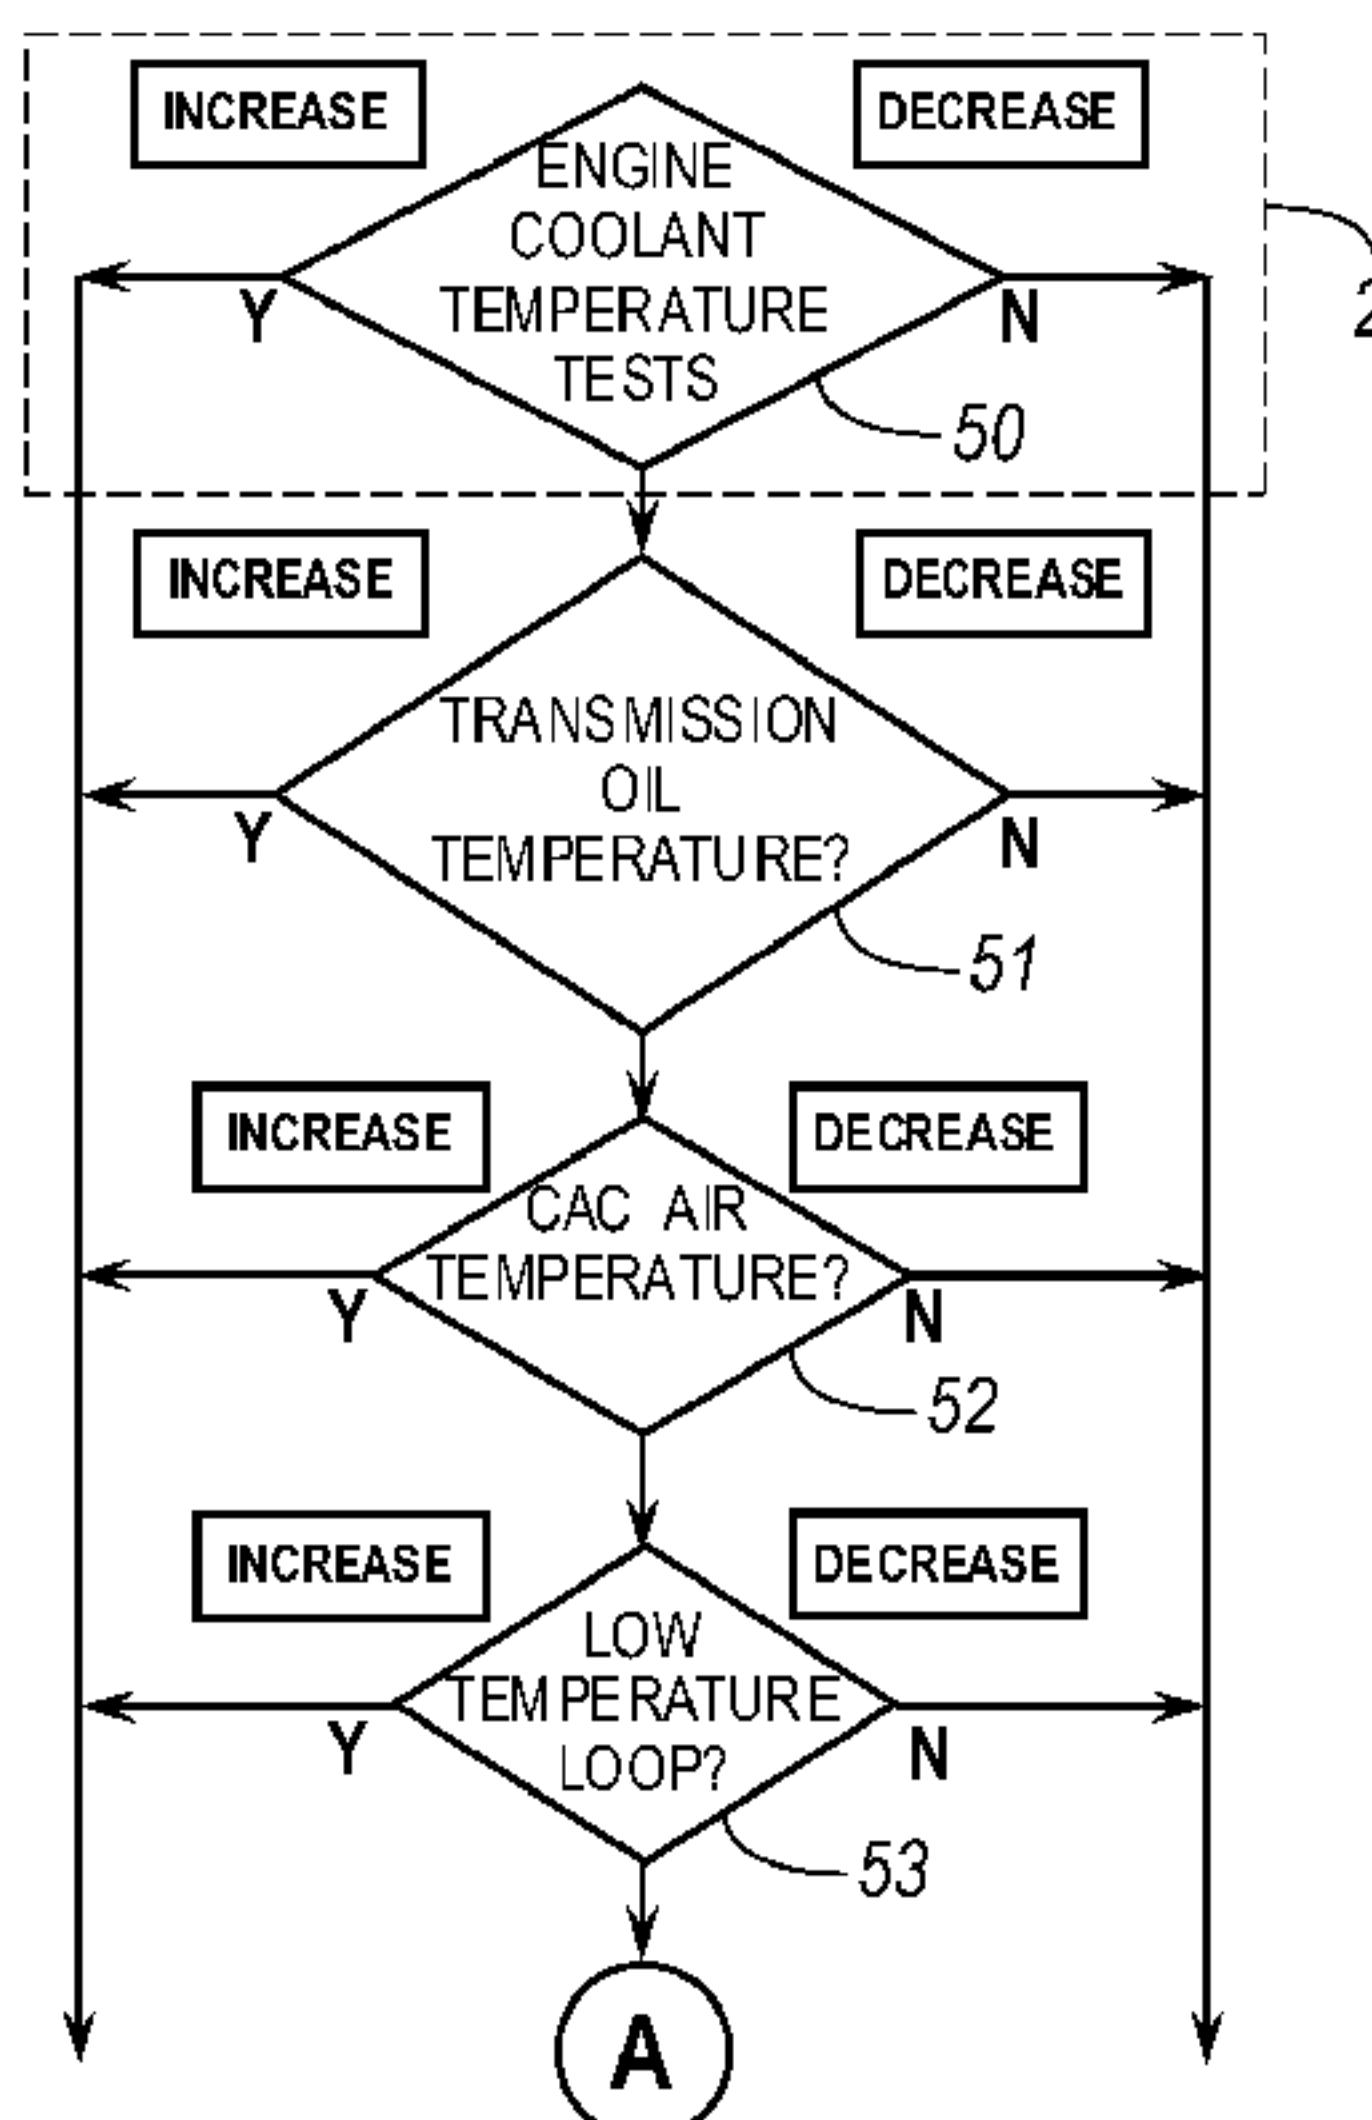 INCREASE
DECREASE
ENGINE
COOLANT
TEMPERATURE
TESTS
Y
N
50
INCREASE
DECREASE
TRANSMISSION
OIL
TEMPERATURE?
Y
N
51
INCREASE
DECREASE
CAC AIR
TEMPERATURE?
Y
N
52
INCREASE
DECREASE
LOW
TEMPERATURE
LOOP?
Y
N
53
A